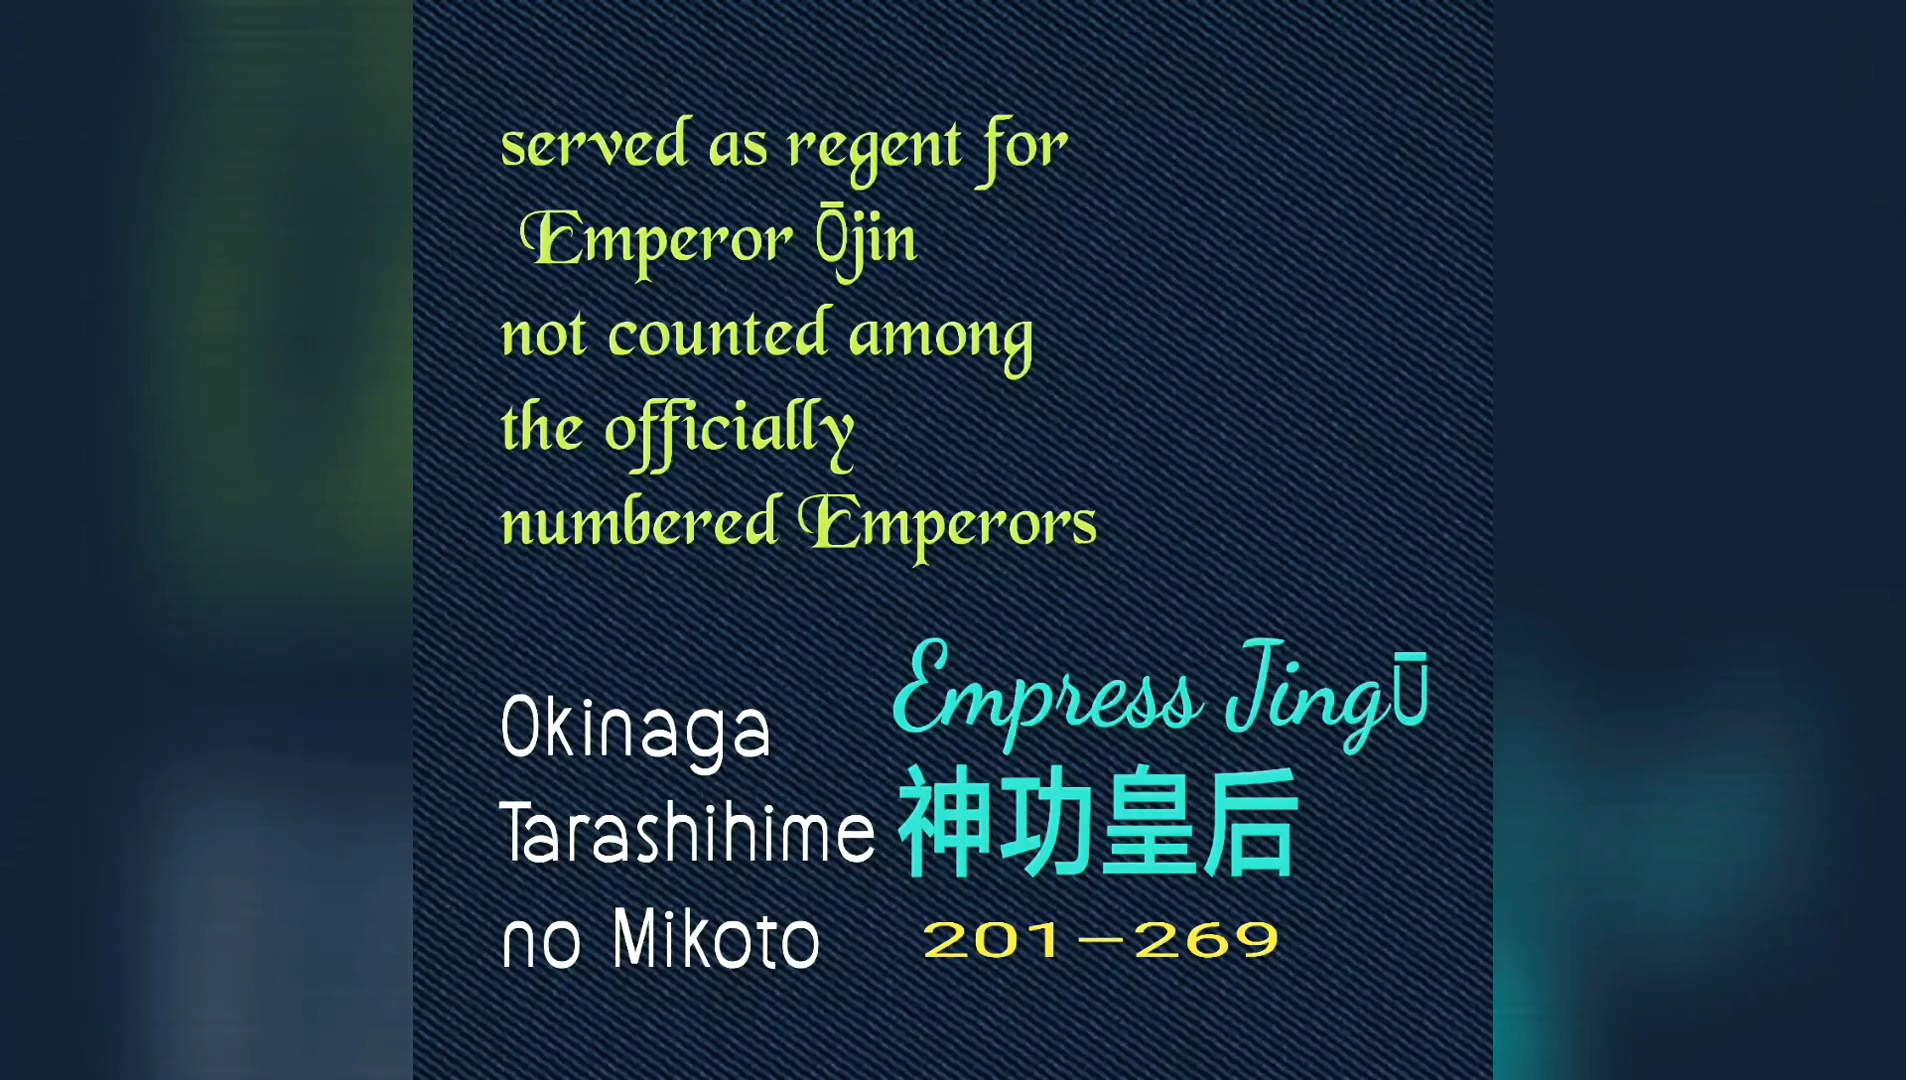 served as regent for
Emperor Ōjin
not counted among
the officially
numbered Emperors
Okinaga
Tarashihime
no Mikoto
Empress Jingū
神功皇后
201–269